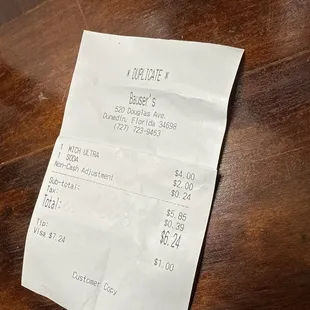 * DUPLICATE *
Bauser's
520 Douglas Ave.
Dunedin, Florida 34698
(727) 723-9463
1 MICH ULTRA $4.00
1 SODA $2.00
Non-Cash Adjustment $0.24
Sub-total: $5.85
Tax: $0.39
Total: $6.24
Tip: $1.00
Visa $7.24
Customer Copy